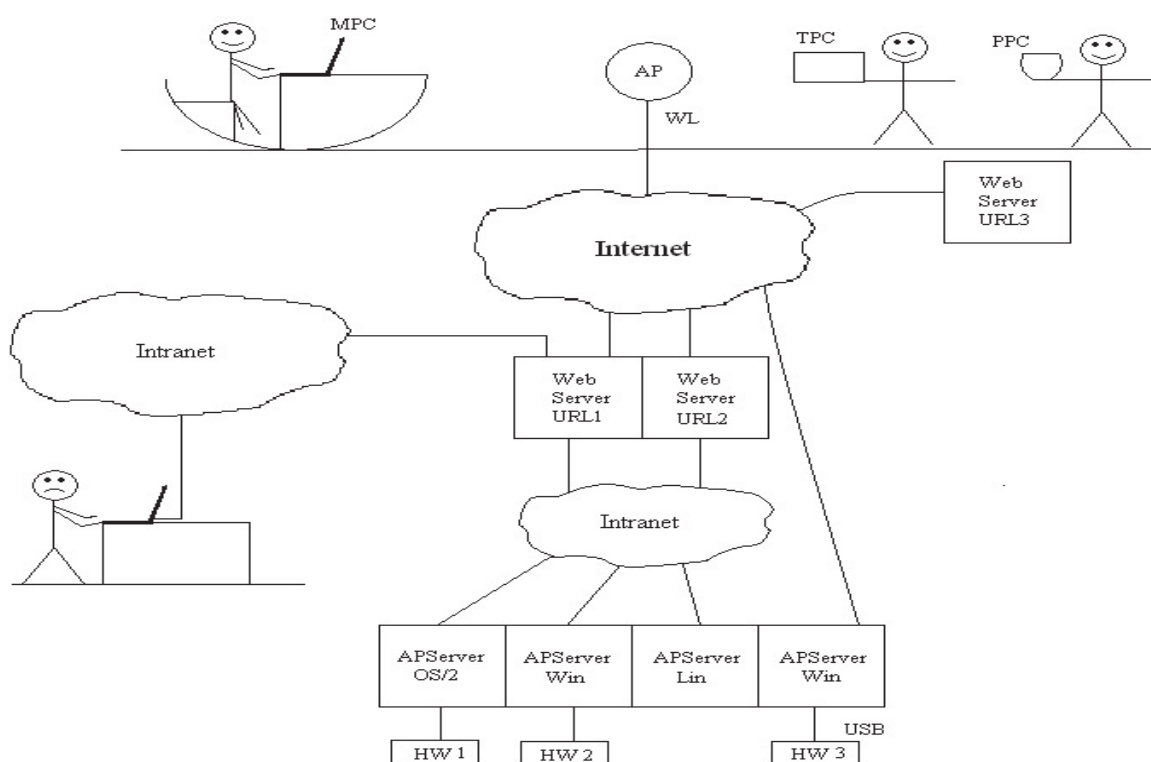 MPC
AP
WL
TPC
PPC
Web
Server
URL3
Internet
Intranet
Web
Server
URL1
Web
Server
URL2
Intranet
APServer
OS/2
APServer
Win
APServer
Lin
APServer
Win
USB
HW 1
HW 2
HW 3